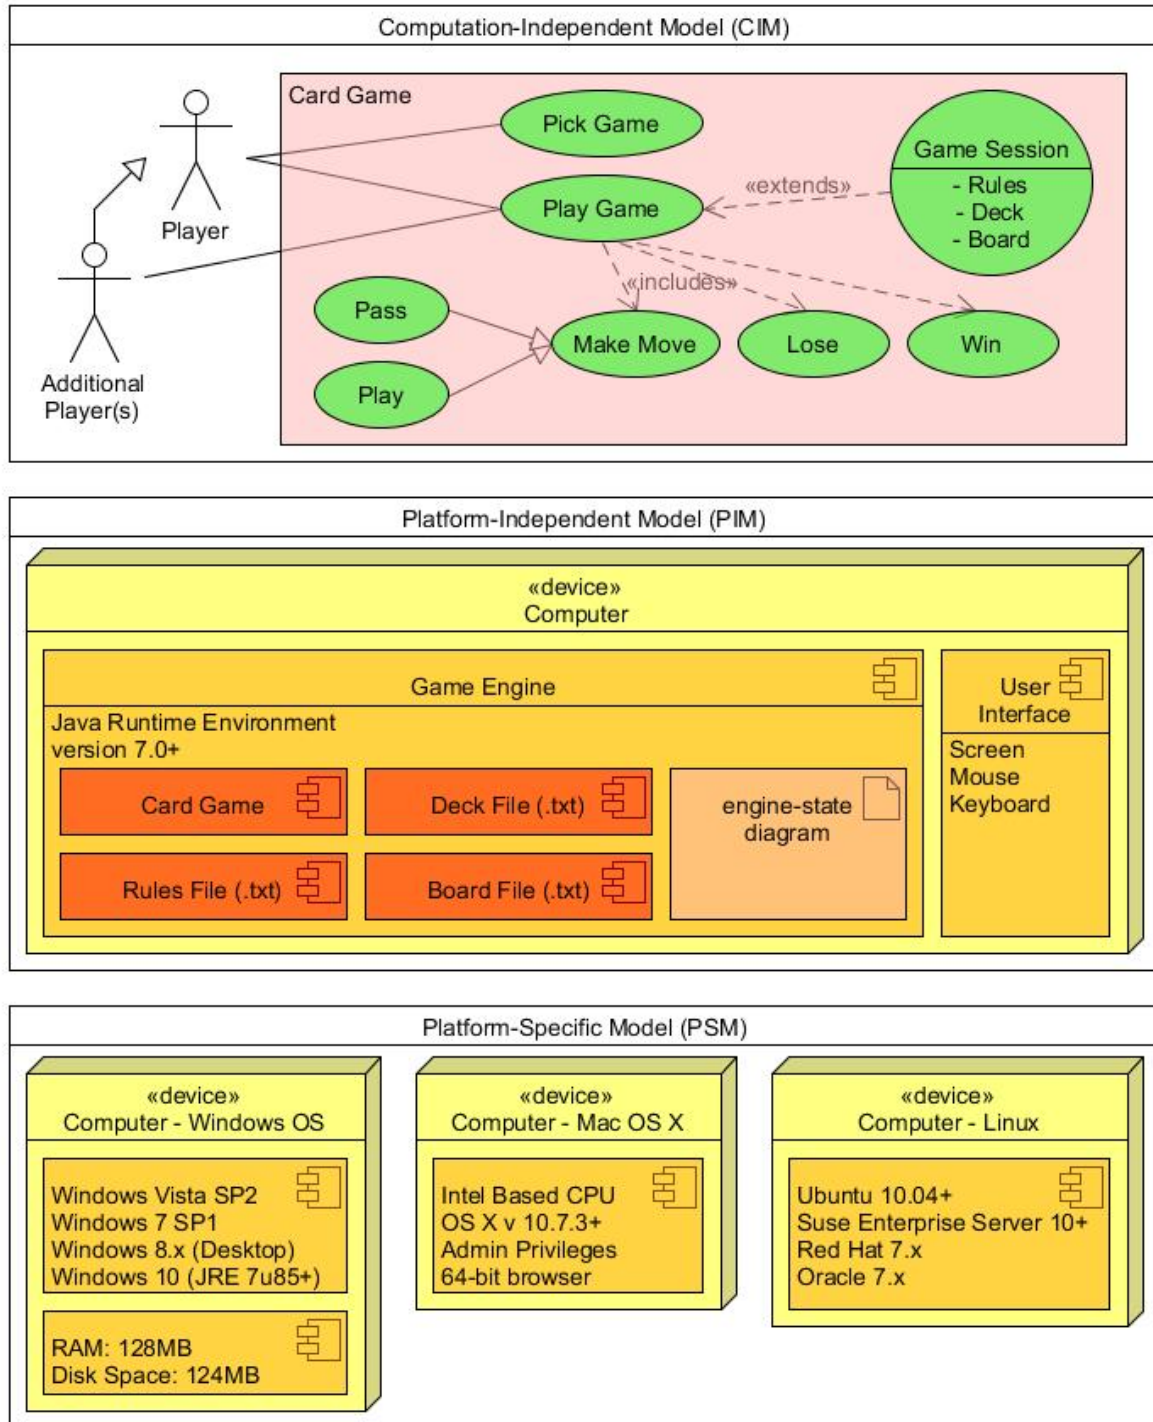 Computation-Independent Model (CIM)
Card Game
Pick Game
Game Session
- Rules
- Deck
- Board
«extends»
Play Game
Player
«includes»
Pass
Make Move
Lose
Win
Play
Additional
Player(s)
Platform-Independent Model (PIM)
«device»
Computer
Game Engine
Java Runtime Environment
version 7.0+
Card Game
Deck File (.txt)
Rules File (.txt)
Board File (.txt)
engine-state
diagram
User
Interface
Screen
Mouse
Keyboard
Platform-Specific Model (PSM)
«device»
Computer - Windows OS
Windows Vista SP2
Windows 7 SP1
Windows 8.x (Desktop)
Windows 10 (JRE 7u85+)
RAM: 128MB
Disk Space: 124MB
«device»
Computer - Mac OS X
Intel Based CPU
OS X v 10.7.3+
Admin Privileges
64-bit browser
«device»
Computer - Linux
Ubuntu 10.04+
Suse Enterprise Server 10+
Red Hat 7.x
Oracle 7.x